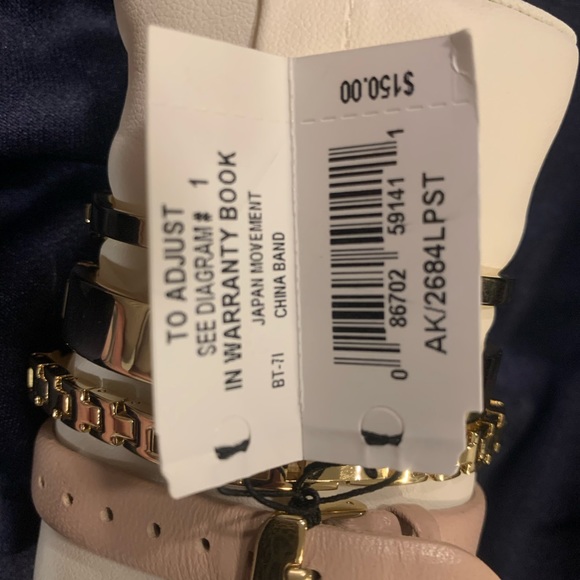 TO ADJUST
SEE DIAGRAM# 1
IN WARRANTY BOOK
JAPAN MOVEMENT
CHINA BAND
BT-71
$150.00
0 86702 59141 1
AK/2684LPST